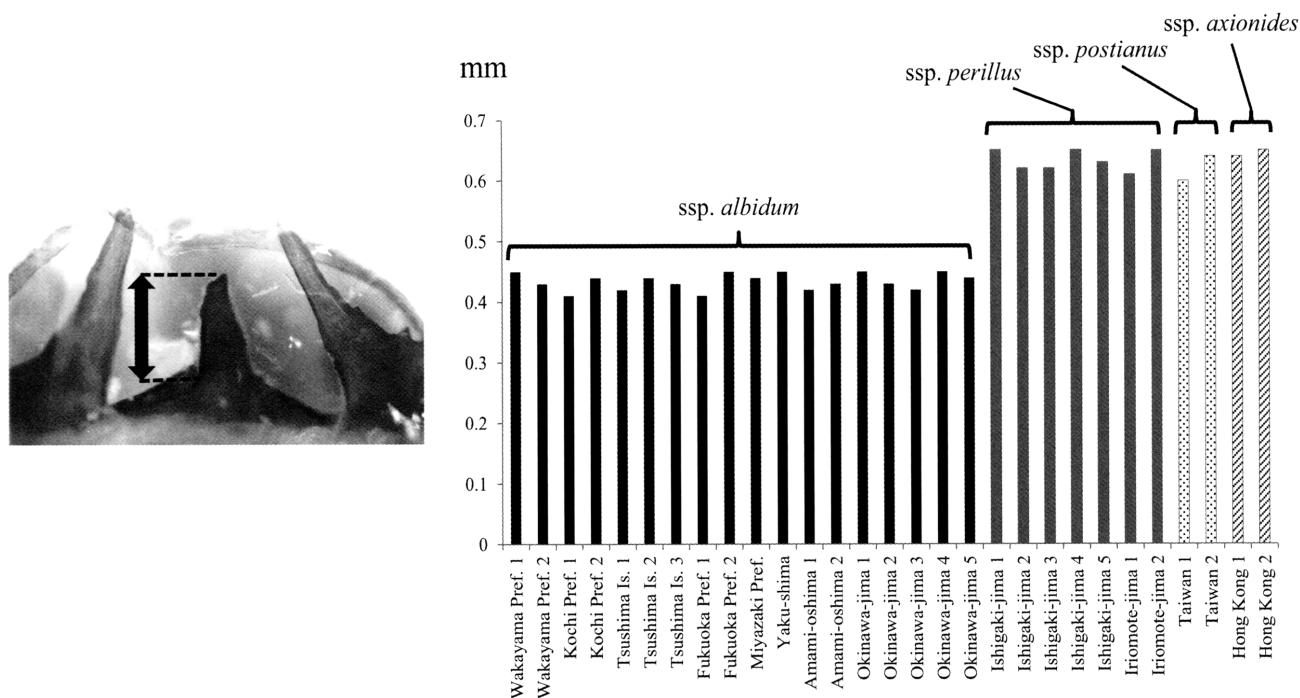 mm
ssp. axionides
ssp. postianus
ssp. perillus
ssp. albidum
0.7
0.6
0.5
0.4
0.3
0.2
0.1
0
Wakayama Pref. 1
Wakayama Pref. 2
Kochi Pref. 1
Kochi Pref. 2
Tsushima Is. 1
Tsushima Is. 2
Tsushima Is. 3
Fukuoka Pref. 1
Fukuoka Pref. 2
Miyazaki Pref.
Yaku-shima
Amami-oshima 1
Amami-oshima 2
Okinawa-jima 1
Okinawa-jima 2
Okinawa-jima 3
Okinawa-jima 4
Okinawa-jima 5
Ishigaki-jima 1
Ishigaki-jima 2
Ishigaki-jima 3
Ishigaki-jima 4
Ishigaki-jima 5
Iriomote-jima 1
Iriomote-jima 2
Taiwan 1
Taiwan 2
Hong Kong 1
Hong Kong 2